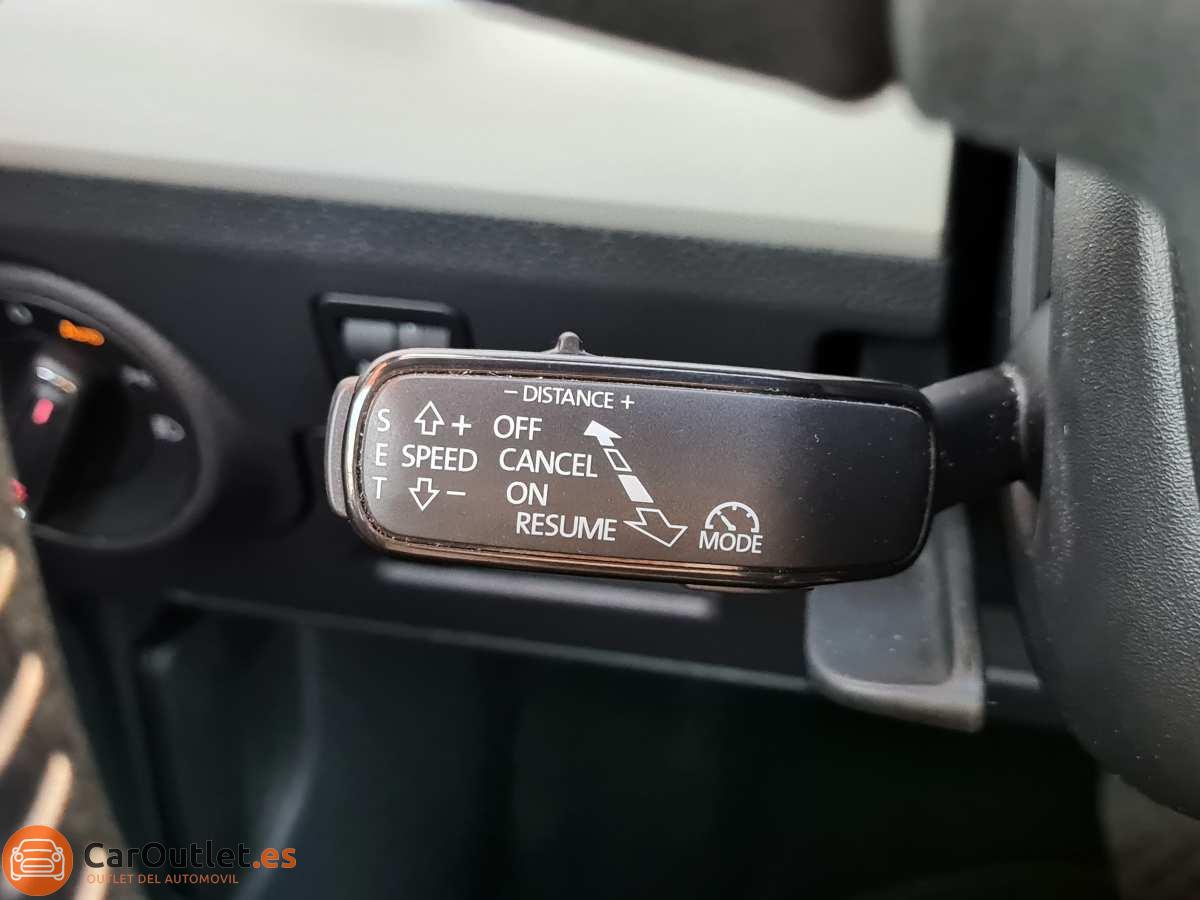 – DISTANCE +
S + OFF
E SPEED CANCEL
T – ON
RESUME
MODE
CarOutlet.es
OUTLET DEL AUTOMOVIL